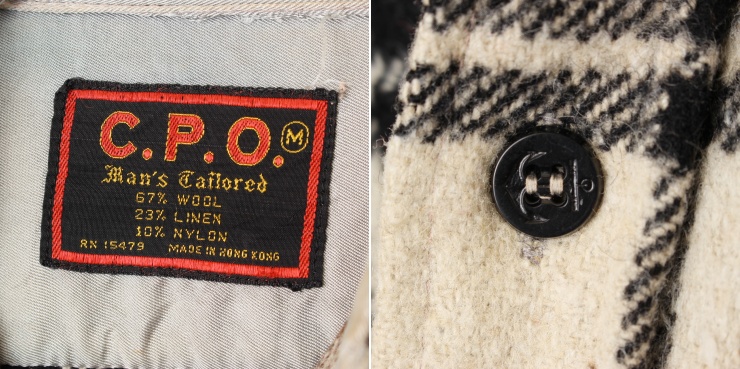 C.P.O. M
Man's Tailored
67% WOOL
23% LINEN
10% NYLON
RN 15479 MADE IN HONG KONG